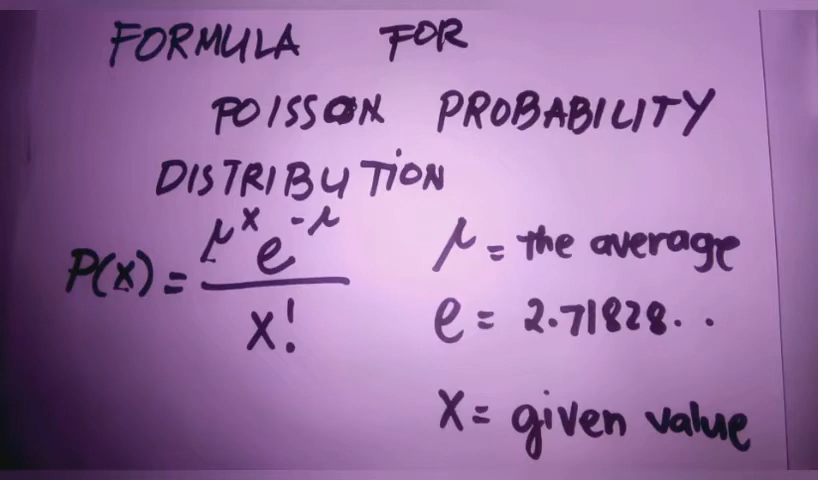 FORMULA FOR
POISSON PROBABILITY
DISTRIBUTION
P(x) = μ^x e^-μ / x!
μ = the average
e = 2.71828..
x = given value